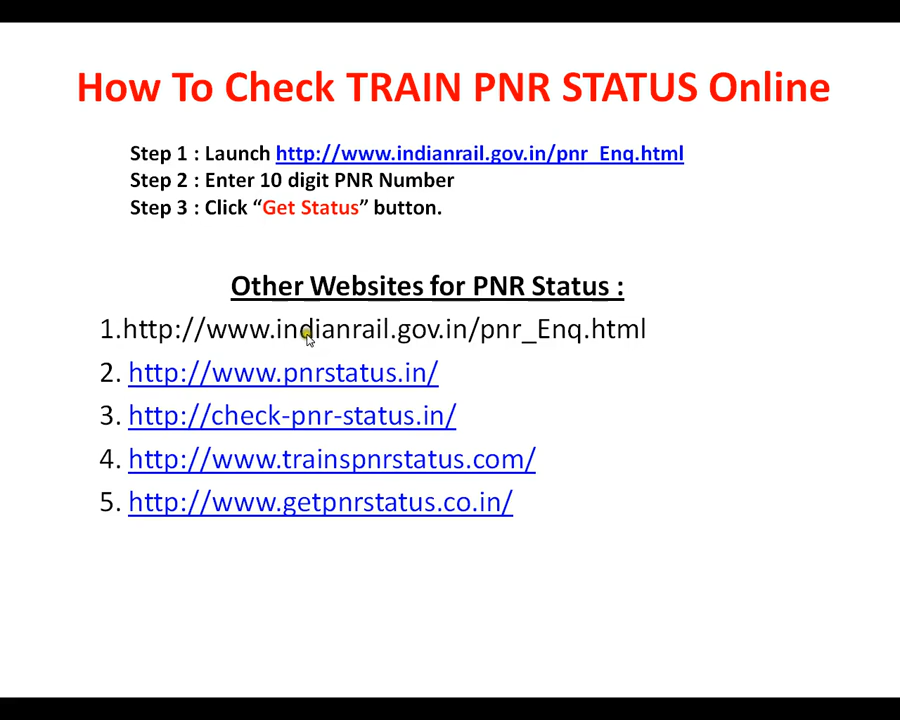 How To Check TRAIN PNR STATUS Online
Step 1 : Launch http://www.indianrail.gov.in/pnr_Enq.html
Step 2 : Enter 10 digit PNR Number
Step 3 : Click “Get Status” button.
Other Websites for PNR Status :
1.http://www.indianrail.gov.in/pnr_Enq.html
2. http://www.pnrstatus.in/
3. http://check-pnr-status.in/
4. http://www.trainspnrstatus.com/
5. http://www.getpnrstatus.co.in/